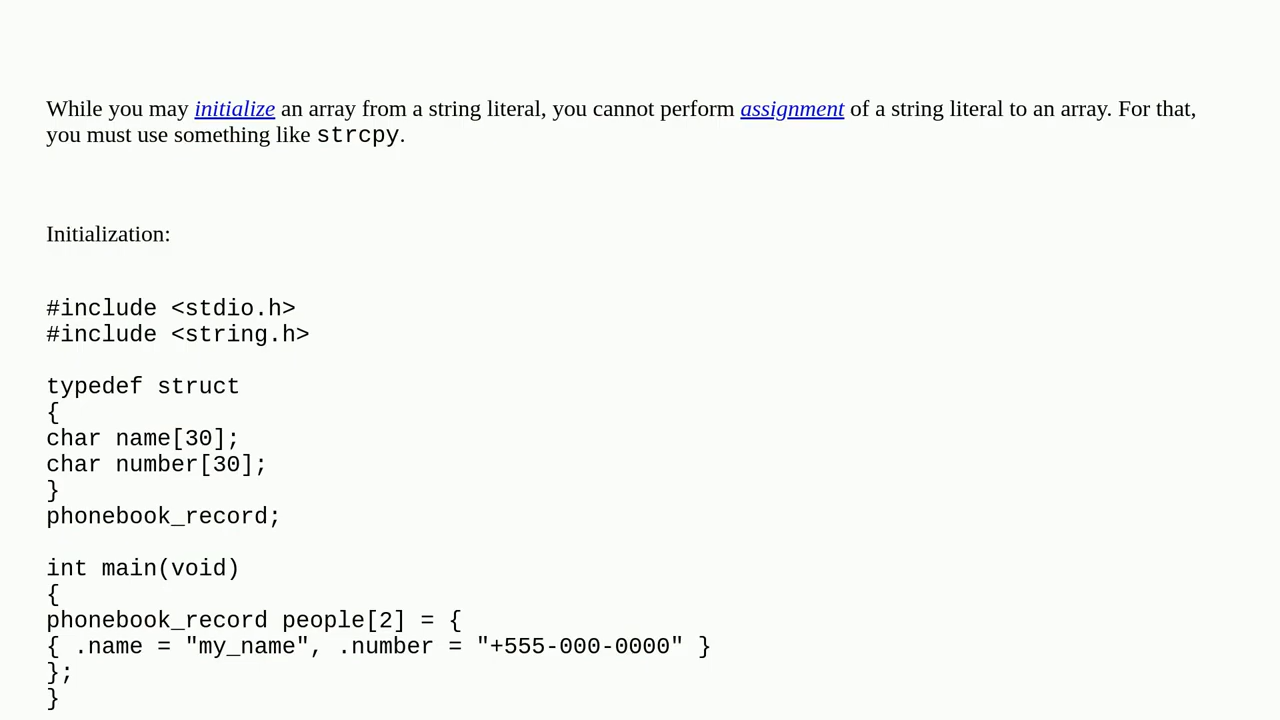 While you may initialize an array from a string literal, you cannot perform assignment of a string literal to an array. For that,
you must use something like strcpy.
Initialization:
#include <stdio.h>
#include <string.h>
typedef struct
{
char name[30];
char number[30];
}
phonebook_record;
int main(void)
{
phonebook_record people[2] = {
{ .name = "my_name", .number = "+555-000-0000" }
};
}